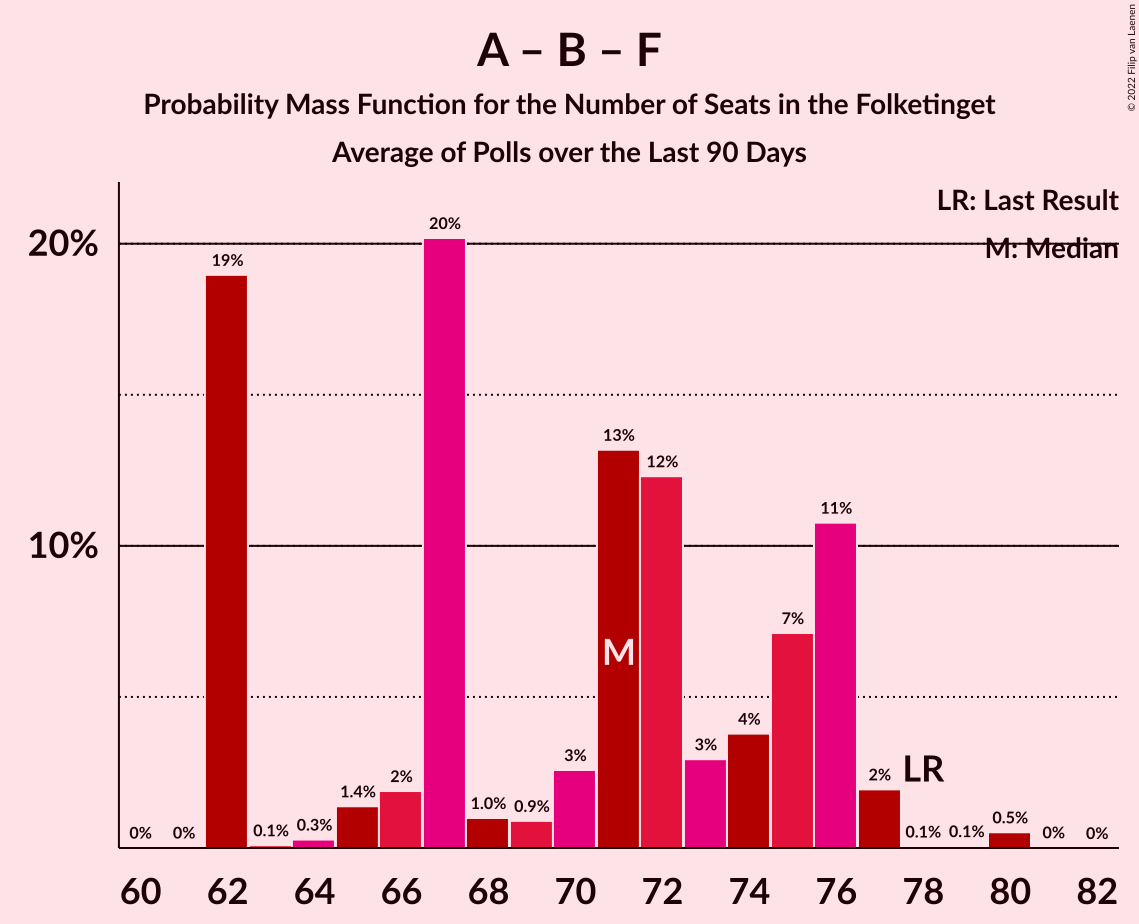 A – B – F
Probability Mass Function for the Number of Seats in the Folketinget
Average of Polls over the Last 90 Days
© 2022 Filip van Laenen
LR: Last Result
M: Median
20%
10%
0% 0% 19% 0.1% 0.3% 1.4% 2% 20% 1.0% 0.9% 3% 13% 12% 3% 4% 7% 11% 2% 0.1% 0.1% 0.5% 0% 0%
M
LR
60 62 64 66 68 70 72 74 76 78 80 82